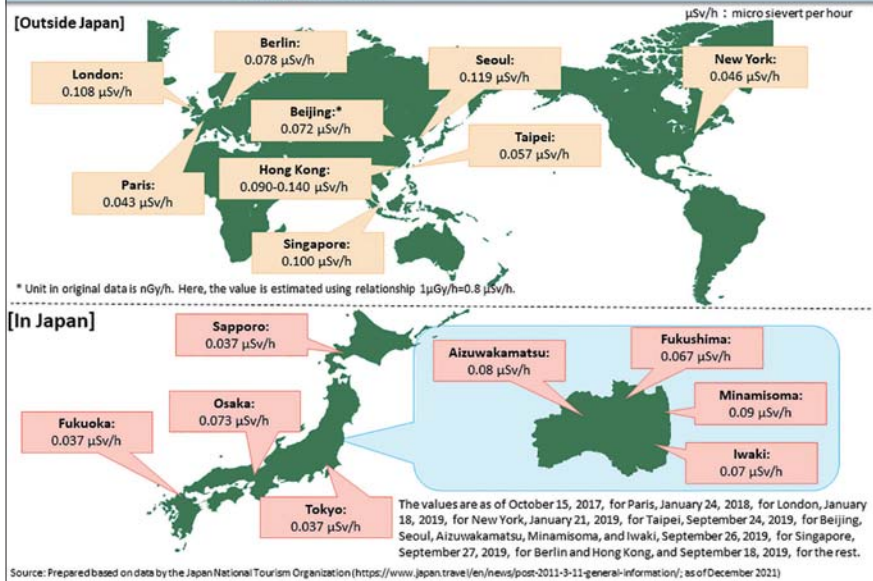 μSv/h：micro sievert per hour
[Outside Japan]
Berlin:
0.078 μSv/h
London:
0.108 μSv/h
Seoul:
0.119 μSv/h
New York:
0.046 μSv/h
Beijing:*
0.072 μSv/h
Taipei:
0.057 μSv/h
Paris:
0.043 μSv/h
Hong Kong:
0.090-0.140 μSv/h
Singapore:
0.100 μSv/h
* Unit in original data is nGy/h. Here, the value is estimated using relationship 1μGy/h=0.8 μSv/h.
[In Japan]
Sapporo:
0.037 μSv/h
Fukuoka:
0.037 μSv/h
Osaka:
0.073 μSv/h
Tokyo:
0.037 μSv/h
Aizuwakamatsu:
0.08 μSv/h
Fukushima:
0.067 μSv/h
Minamisoma:
0.09 μSv/h
Iwaki:
0.07 μSv/h
The values are as of October 15, 2017, for Paris, January 24, 2018, for London, January
18, 2019, for New York, January 21, 2019, for Taipei, September 24, 2019, for Beijing,
Seoul, Aizuwakamatsu, Minamisoma, and Iwaki, September 26, 2019, for Singapore,
September 27, 2019, for Berlin and Hong Kong, and September 18, 2019, for the rest.
Source: Prepared based on data by the Japan National Tourism Organization (https://www.japan.travel/en/news/post-2011-3-11-general-information/; as of December 2021)